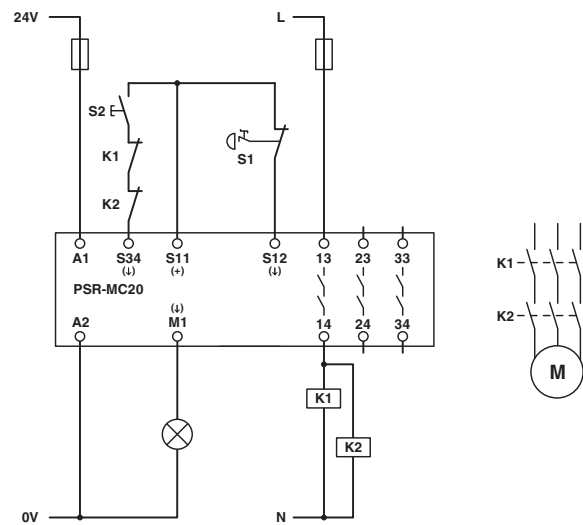 24V
L
S2
K1
S1
K2
A1 S34 S11 S12 13 23 33
(↓) (+) (↓)
PSR-MC20
(↓)
A2 M1 14 24 34
K1
K2
0V
N
K1
K2
M